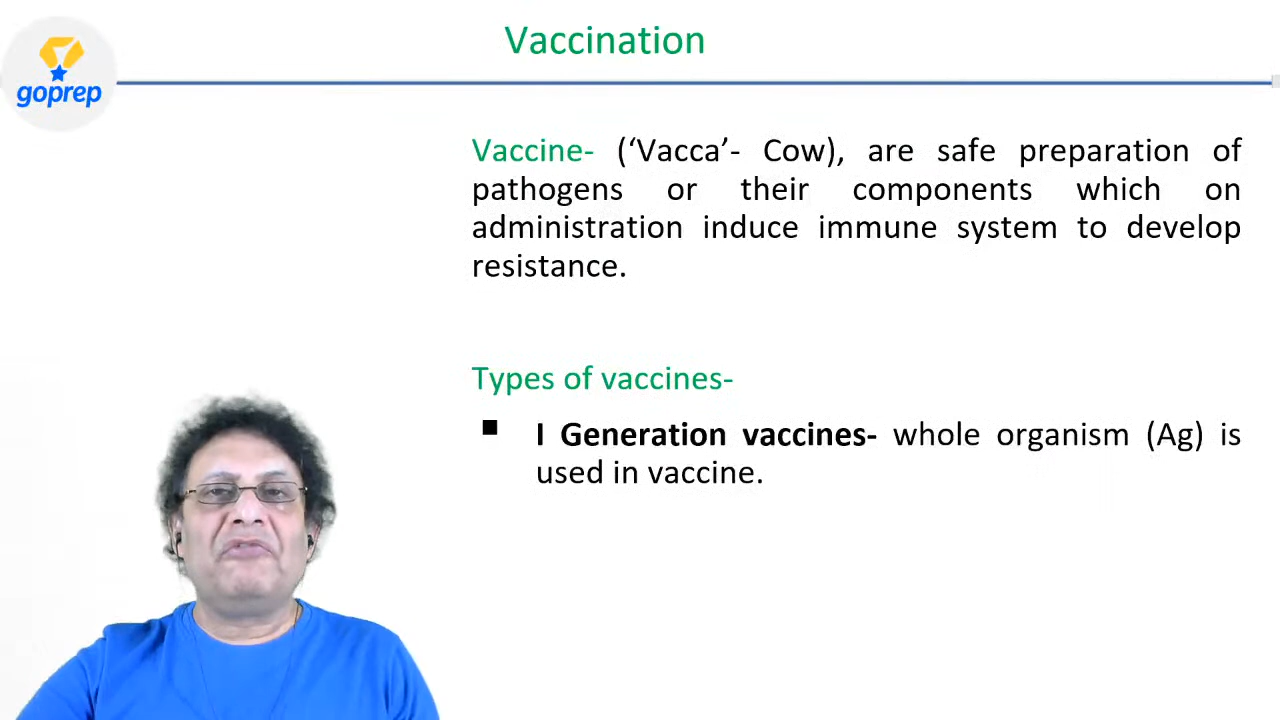 Vaccination
goprep
Vaccine- (‘Vacca’- Cow), are safe preparation of
pathogens or their components which on
administration induce immune system to develop
resistance.
Types of vaccines-
▪ I Generation vaccines- whole organism (Ag) is
used in vaccine.